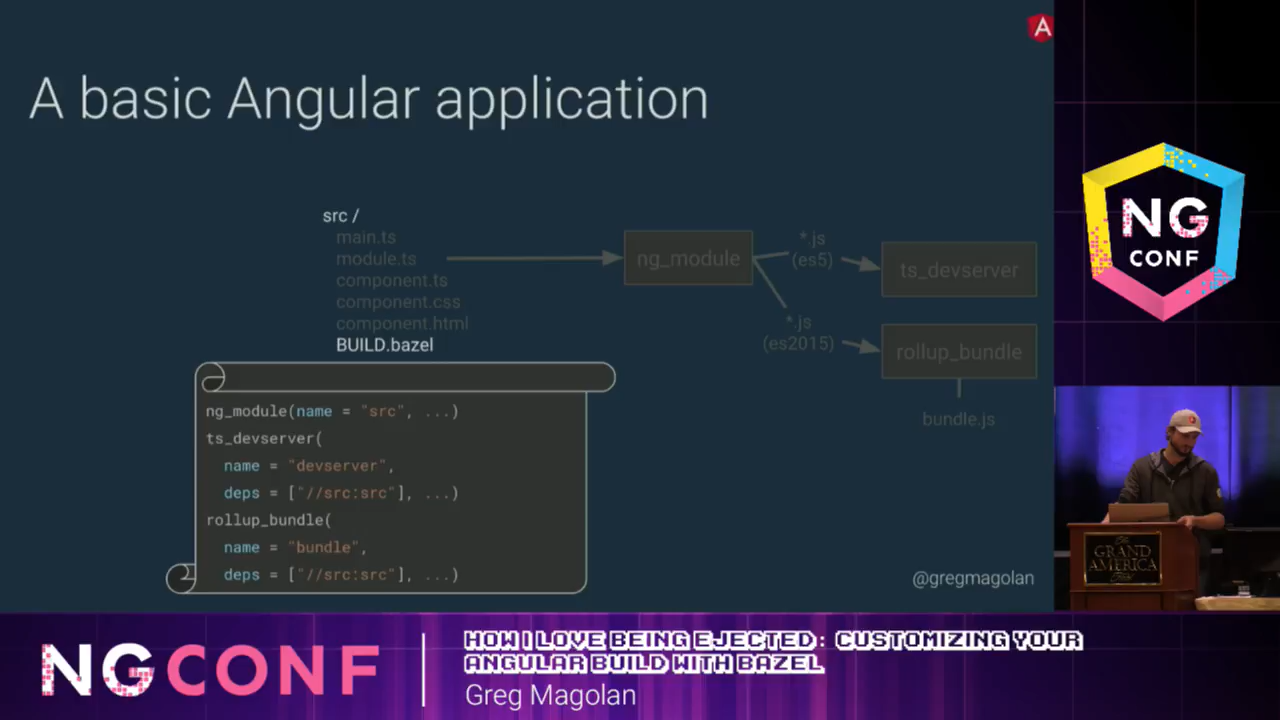 A basic Angular application
src /
main.ts
module.ts
component.ts
component.css
component.html
BUILD.bazel
ng_module
*.js
(es5)
ts_devserver
*.js
(es2015)
rollup_bundle
bundle.js
ng_module(name = "src", ...)
ts_devserver(
name = "devserver",
deps = ["//src:src"], ...)
rollup_bundle(
name = "bundle",
deps = ["//src:src"], ...)
@gregmagolan
A
NG
CONF
The
GRAND
AMERICA
Hotel
NGCONF
HOW I LOVE BEING EJECTED: CUSTOMIZING YOUR
ANGULAR BUILD WITH BAZEL
Greg Magolan